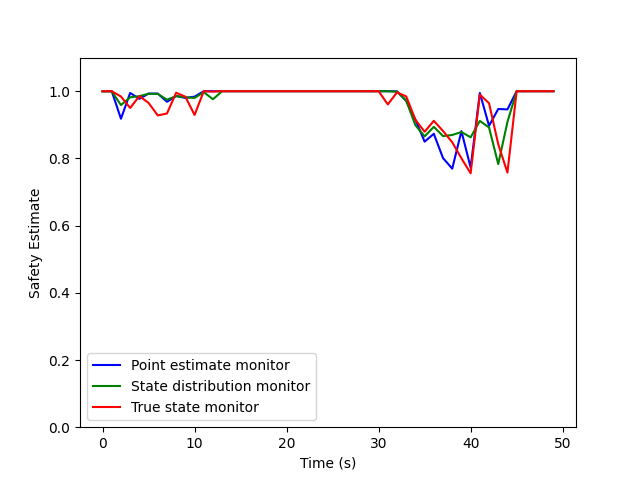 1.0
0.8
0.6
0.4
0.2
0.0
Safety Estimate
Point estimate monitor
State distribution monitor
True state monitor
0 10 20 30 40 50
Time (s)